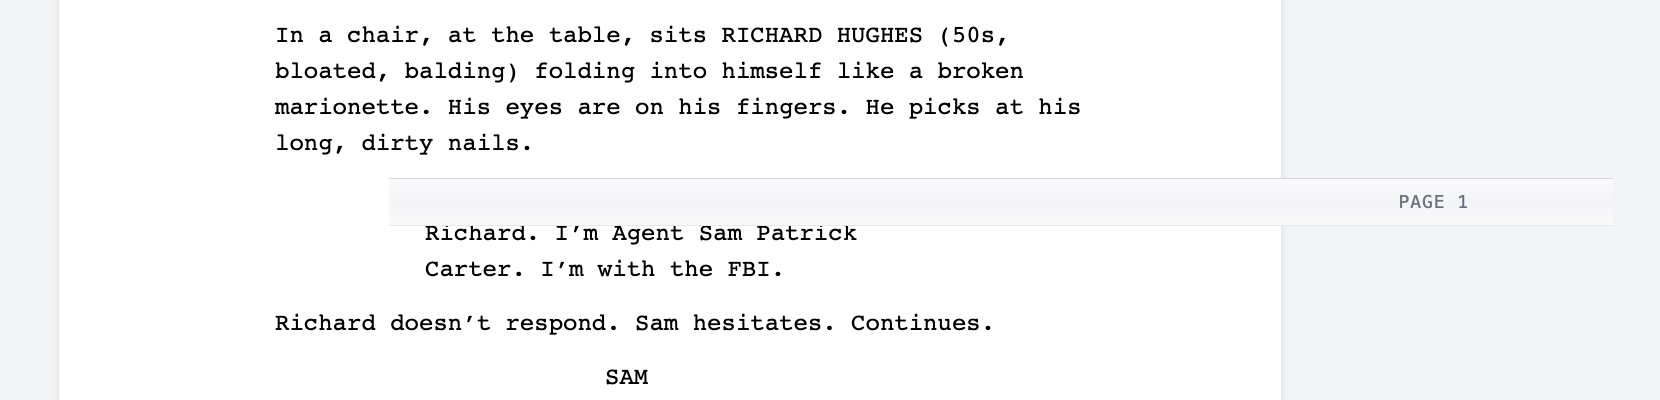 In a chair, at the table, sits RICHARD HUGHES (50s,
bloated, balding) folding into himself like a broken
marionette. His eyes are on his fingers. He picks at his
long, dirty nails.
PAGE 1
Richard. I’m Agent Sam Patrick
Carter. I’m with the FBI.
Richard doesn’t respond. Sam hesitates. Continues.
SAM